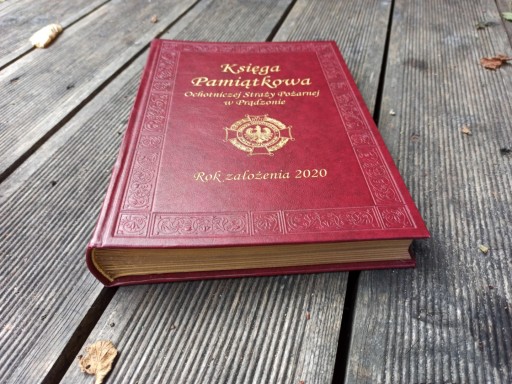 Księga
Pamiątkowa
Ochotniczej Straży Pożarnej
w Prądzonie
Rok założenia 2020